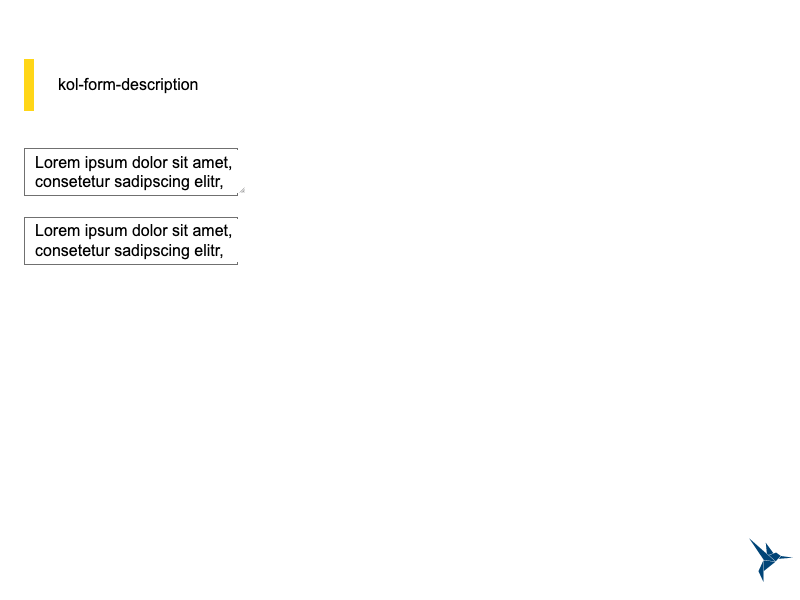 kol-form-description
Lorem ipsum dolor sit amet,
consetetur sadipscing elitr,
Lorem ipsum dolor sit amet,
consetetur sadipscing elitr,